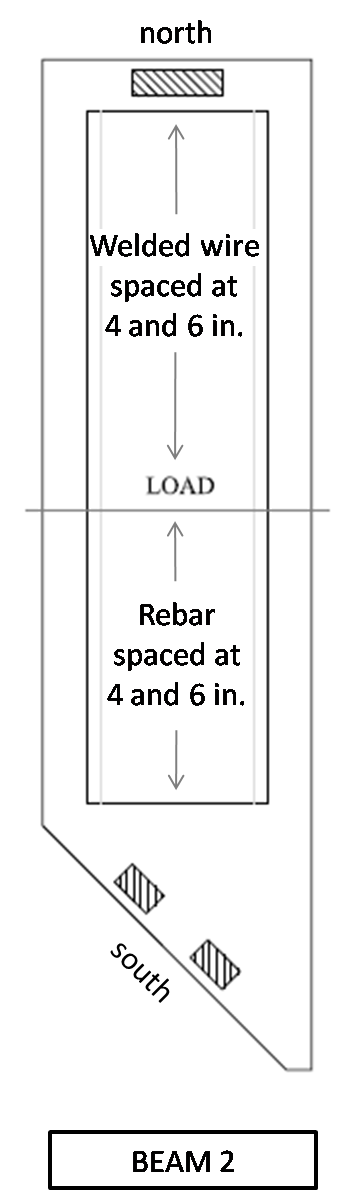 north
Welded wire
spaced at
4 and 6 in.
LOAD
Rebar
spaced at
4 and 6 in.
south
BEAM 2